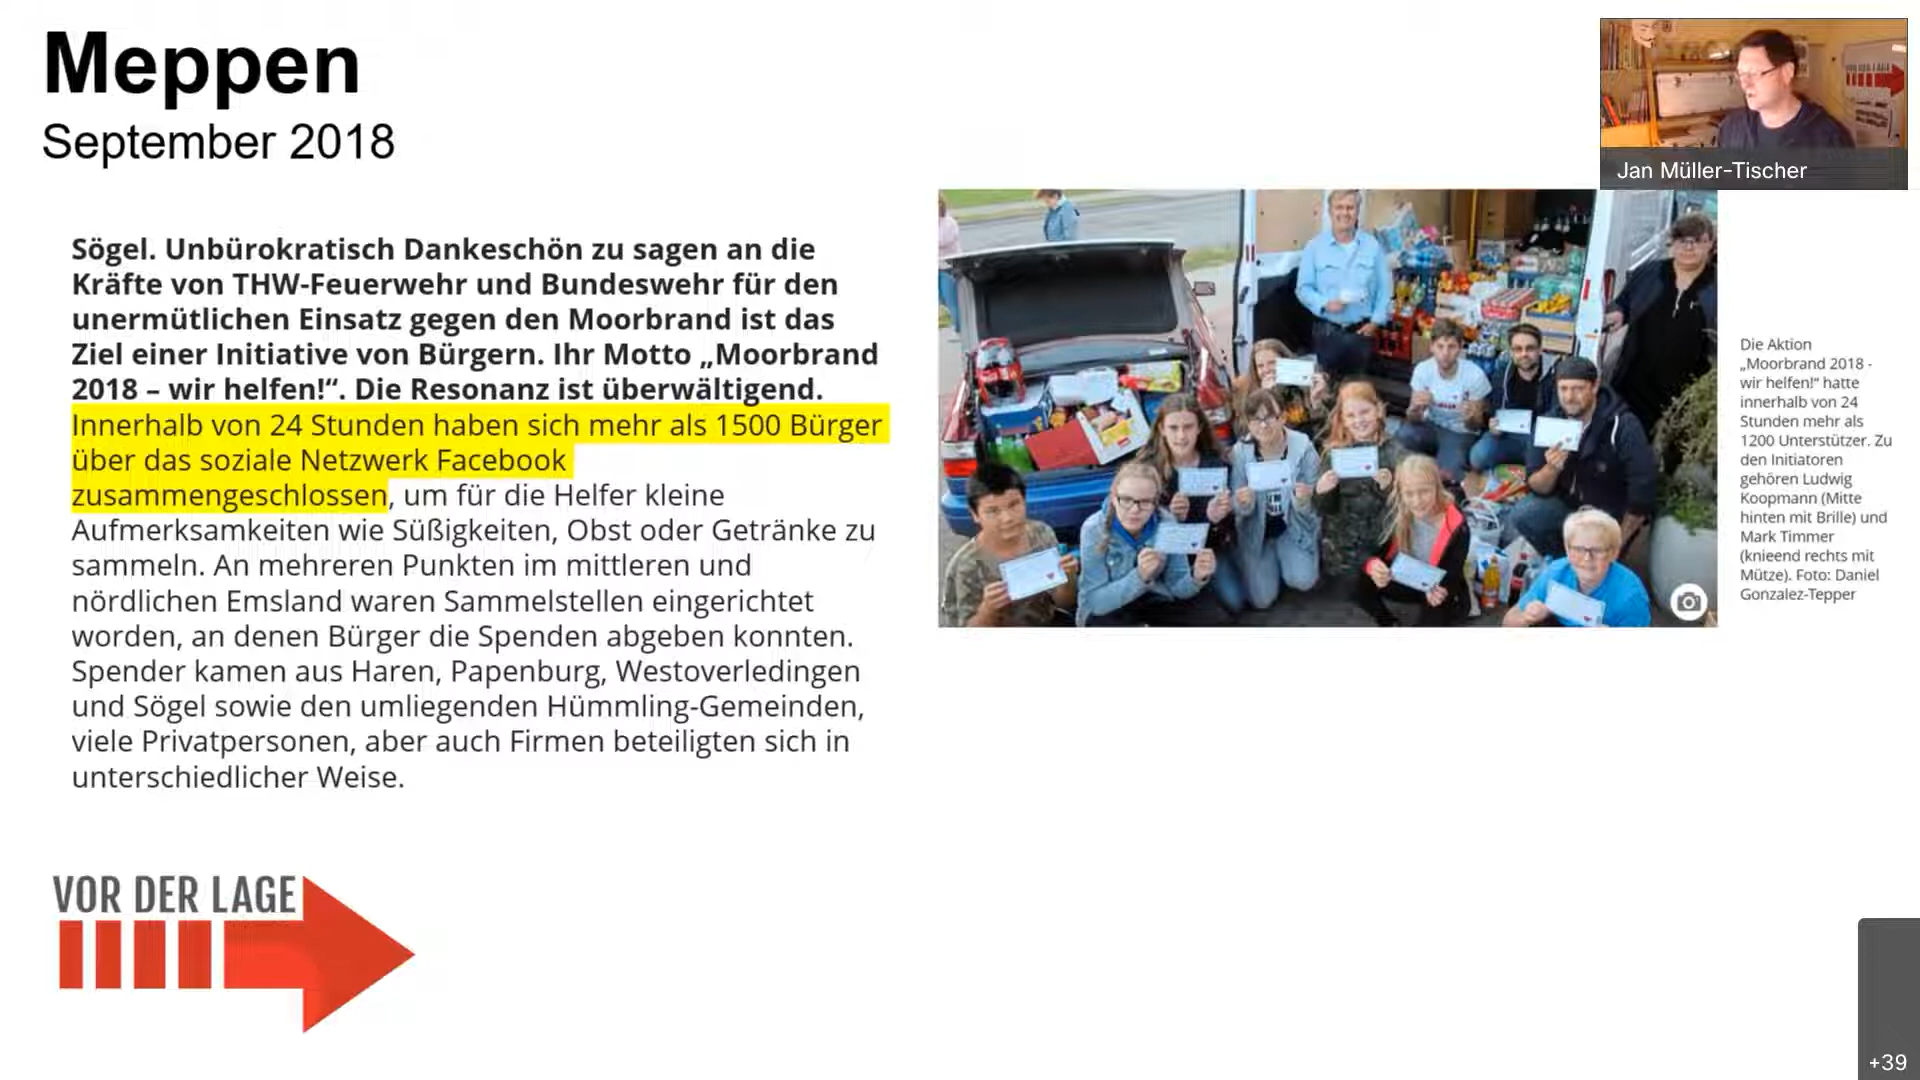 Meppen
September 2018
Jan Müller-Tischer
Sögel. Unbürokratisch Dankeschön zu sagen an die
Kräfte von THW-Feuerwehr und Bundeswehr für den
unermütlichen Einsatz gegen den Moorbrand ist das
Ziel einer Initiative von Bürgern. Ihr Motto „Moorbrand
2018 – wir helfen!“. Die Resonanz ist überwältigend.
Innerhalb von 24 Stunden haben sich mehr als 1500 Bürger
über das soziale Netzwerk Facebook
zusammengeschlossen, um für die Helfer kleine
Aufmerksamkeiten wie Süßigkeiten, Obst oder Getränke zu
sammeln. An mehreren Punkten im mittleren und
nördlichen Emsland waren Sammelstellen eingerichtet
worden, an denen Bürger die Spenden abgeben konnten.
Spender kamen aus Haren, Papenburg, Westoverledingen
und Sögel sowie den umliegenden Hümmling-Gemeinden,
viele Privatpersonen, aber auch Firmen beteiligten sich in
unterschiedlicher Weise.
Die Aktion
„Moorbrand 2018 -
wir helfen!“ hatte
innerhalb von 24
Stunden mehr als
1200 Unterstützer. Zu
den Initiatoren
gehören Ludwig
Koopmann (Mitte
hinten mit Brille) und
Mark Timmer
(knieend rechts mit
Mütze). Foto: Daniel
Gonzalez-Tepper
VOR DER LAGE
+39